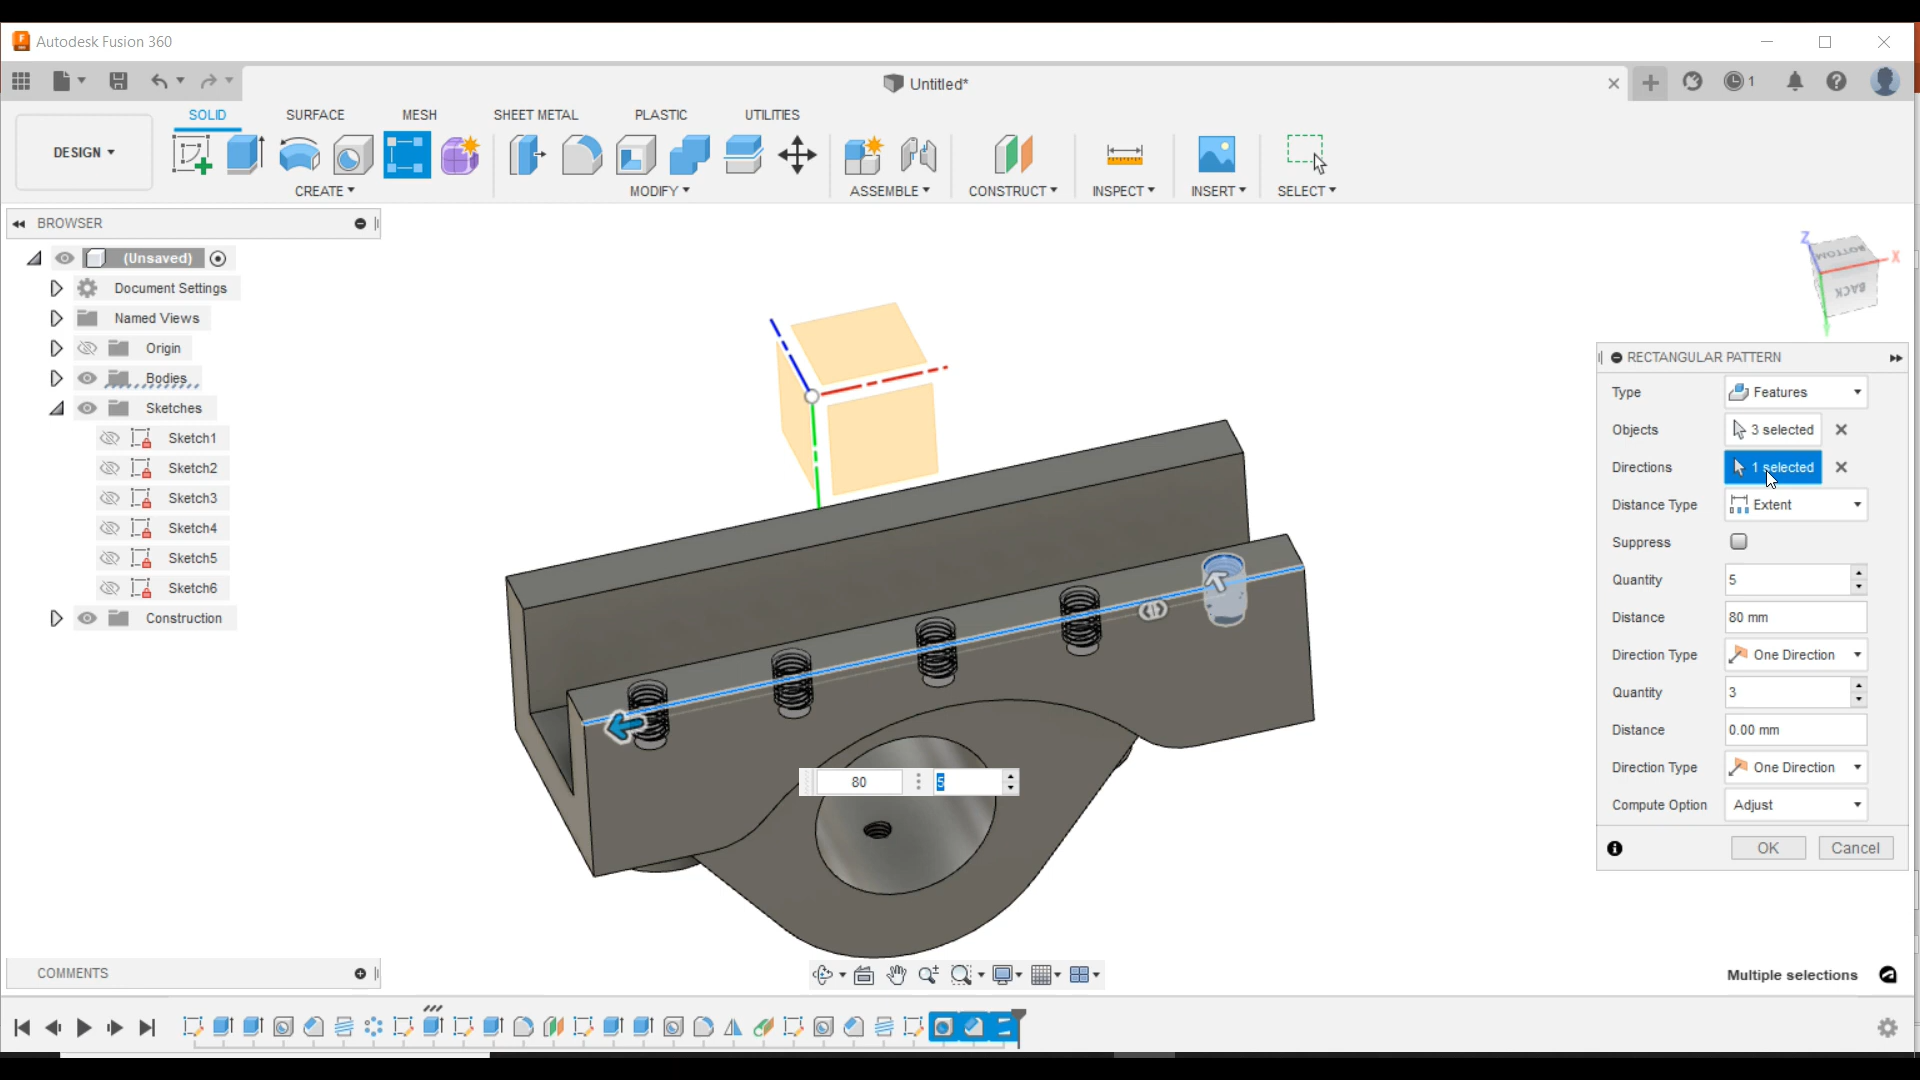 Autodesk Fusion 360
Untitled*
1
DESIGN
SOLID
SURFACE
MESH
SHEET METAL
PLASTIC
UTILITIES
CREATE
MODIFY
ASSEMBLE
CONSTRUCT
INSPECT
INSERT
SELECT
BROWSER
(Unsaved)
Document Settings
Named Views
Origin
Bodies
Sketches
Sketch1
Sketch2
Sketch3
Sketch4
Sketch5
Sketch6
Construction
Z
X
BOTTOM
BACK
RECTANGULAR PATTERN
Type Features
Objects 3 selected
Directions 1 selected
Distance Type Extent
Suppress
Quantity 5
Distance 80 mm
Direction Type One Direction
Quantity 3
Distance 0.00 mm
Direction Type One Direction
Compute Option Adjust
OK Cancel
80 5
COMMENTS
Multiple selections